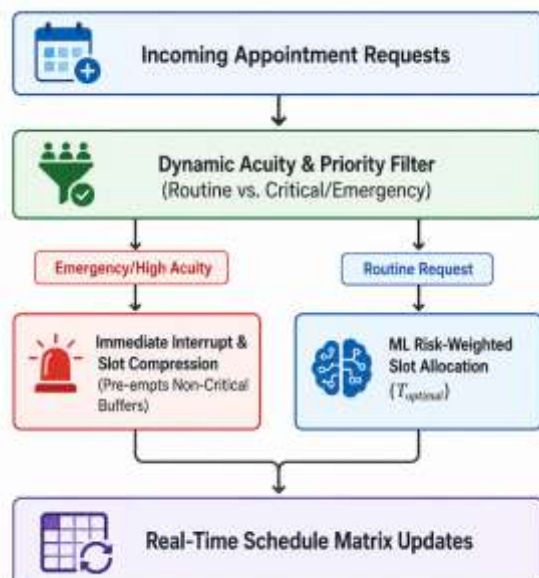 Incoming Appointment Requests
Dynamic Acuity & Priority Filter
(Routine vs. Critical/Emergency)
Emergency/High Acuity
Routine Request
Immediate Interrupt &
Slot Compression
(Pre-empts Non-Critical
Buffers)
ML Risk-Weighted
Slot Allocation
(T_optimal)
Real-Time Schedule Matrix Updates